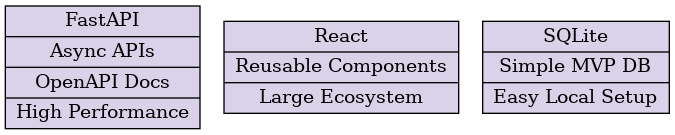 FastAPI
Async APIs
OpenAPI Docs
High Performance
React
Reusable Components
Large Ecosystem
SQLite
Simple MVP DB
Easy Local Setup